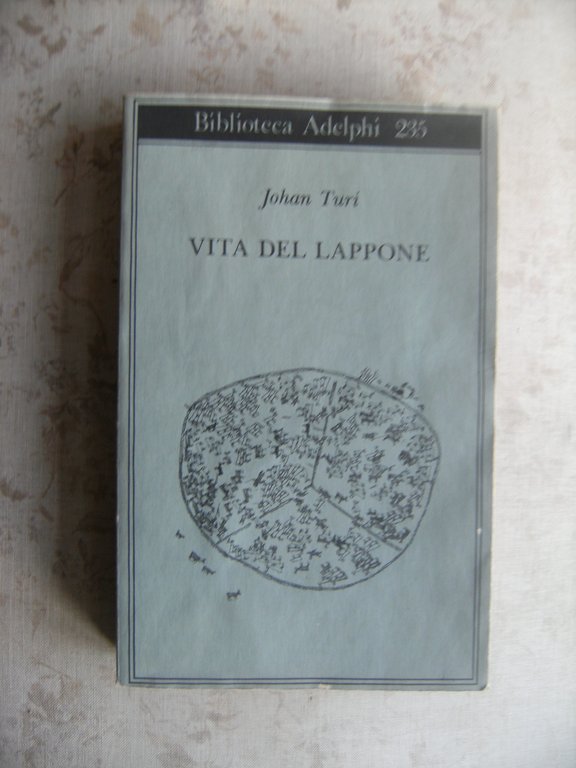 Biblioteca Adelphi 235
Johan Turi
VITA DEL LAPPONE